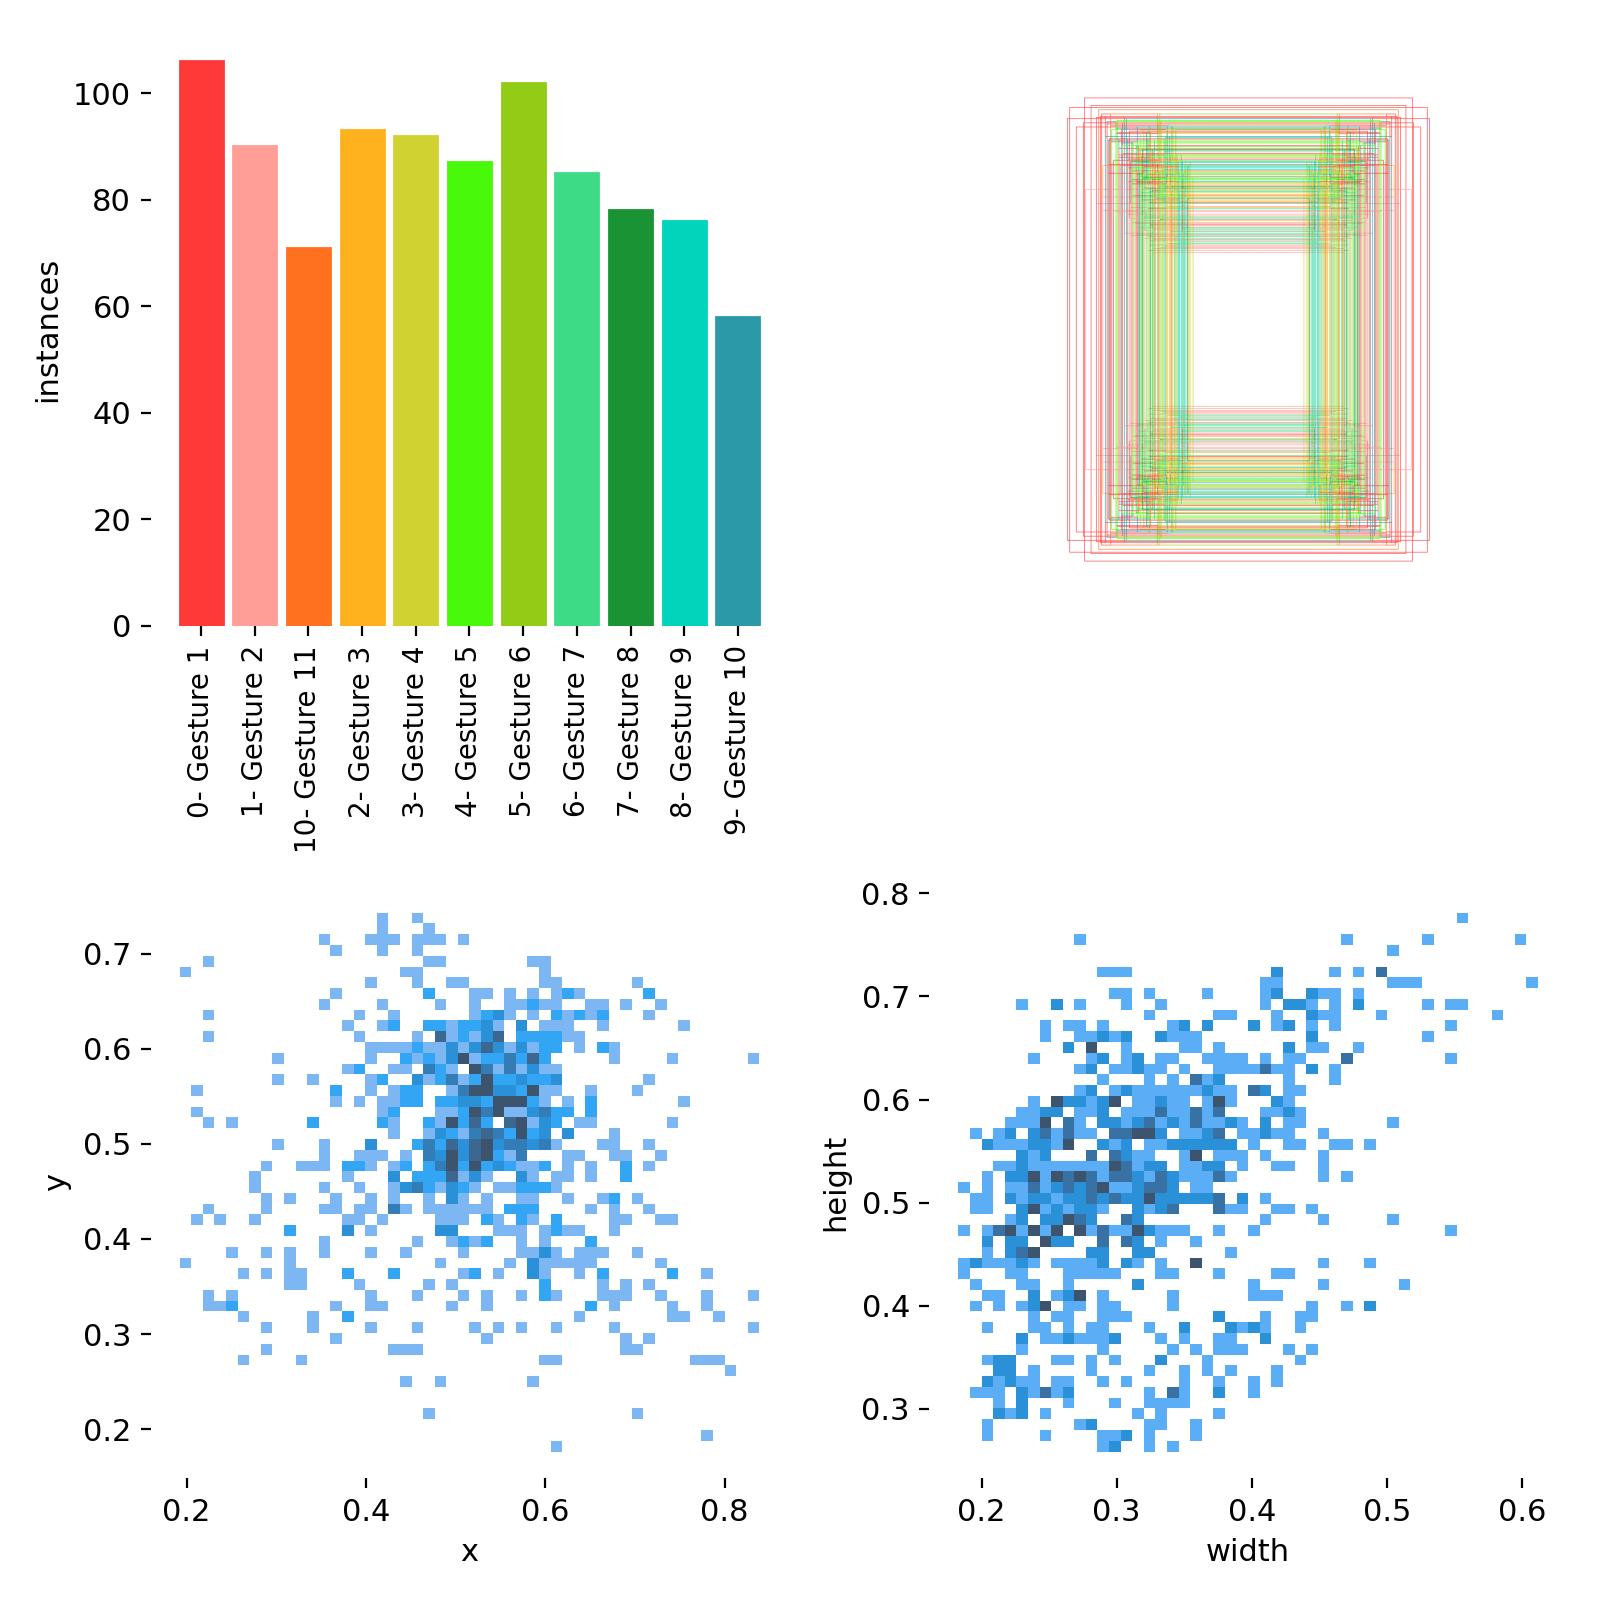 100
80
60
40
20
0
instances
0- Gesture 1
1- Gesture 2
10- Gesture 11
2- Gesture 3
3- Gesture 4
4- Gesture 5
5- Gesture 6
6- Gesture 7
7- Gesture 8
8- Gesture 9
9- Gesture 10
0.7
0.6
0.5
0.4
0.3
0.2
y
0.2 0.4 0.6 0.8
x
0.8
0.7
0.6
0.5
0.4
0.3
height
0.2 0.3 0.4 0.5 0.6
width